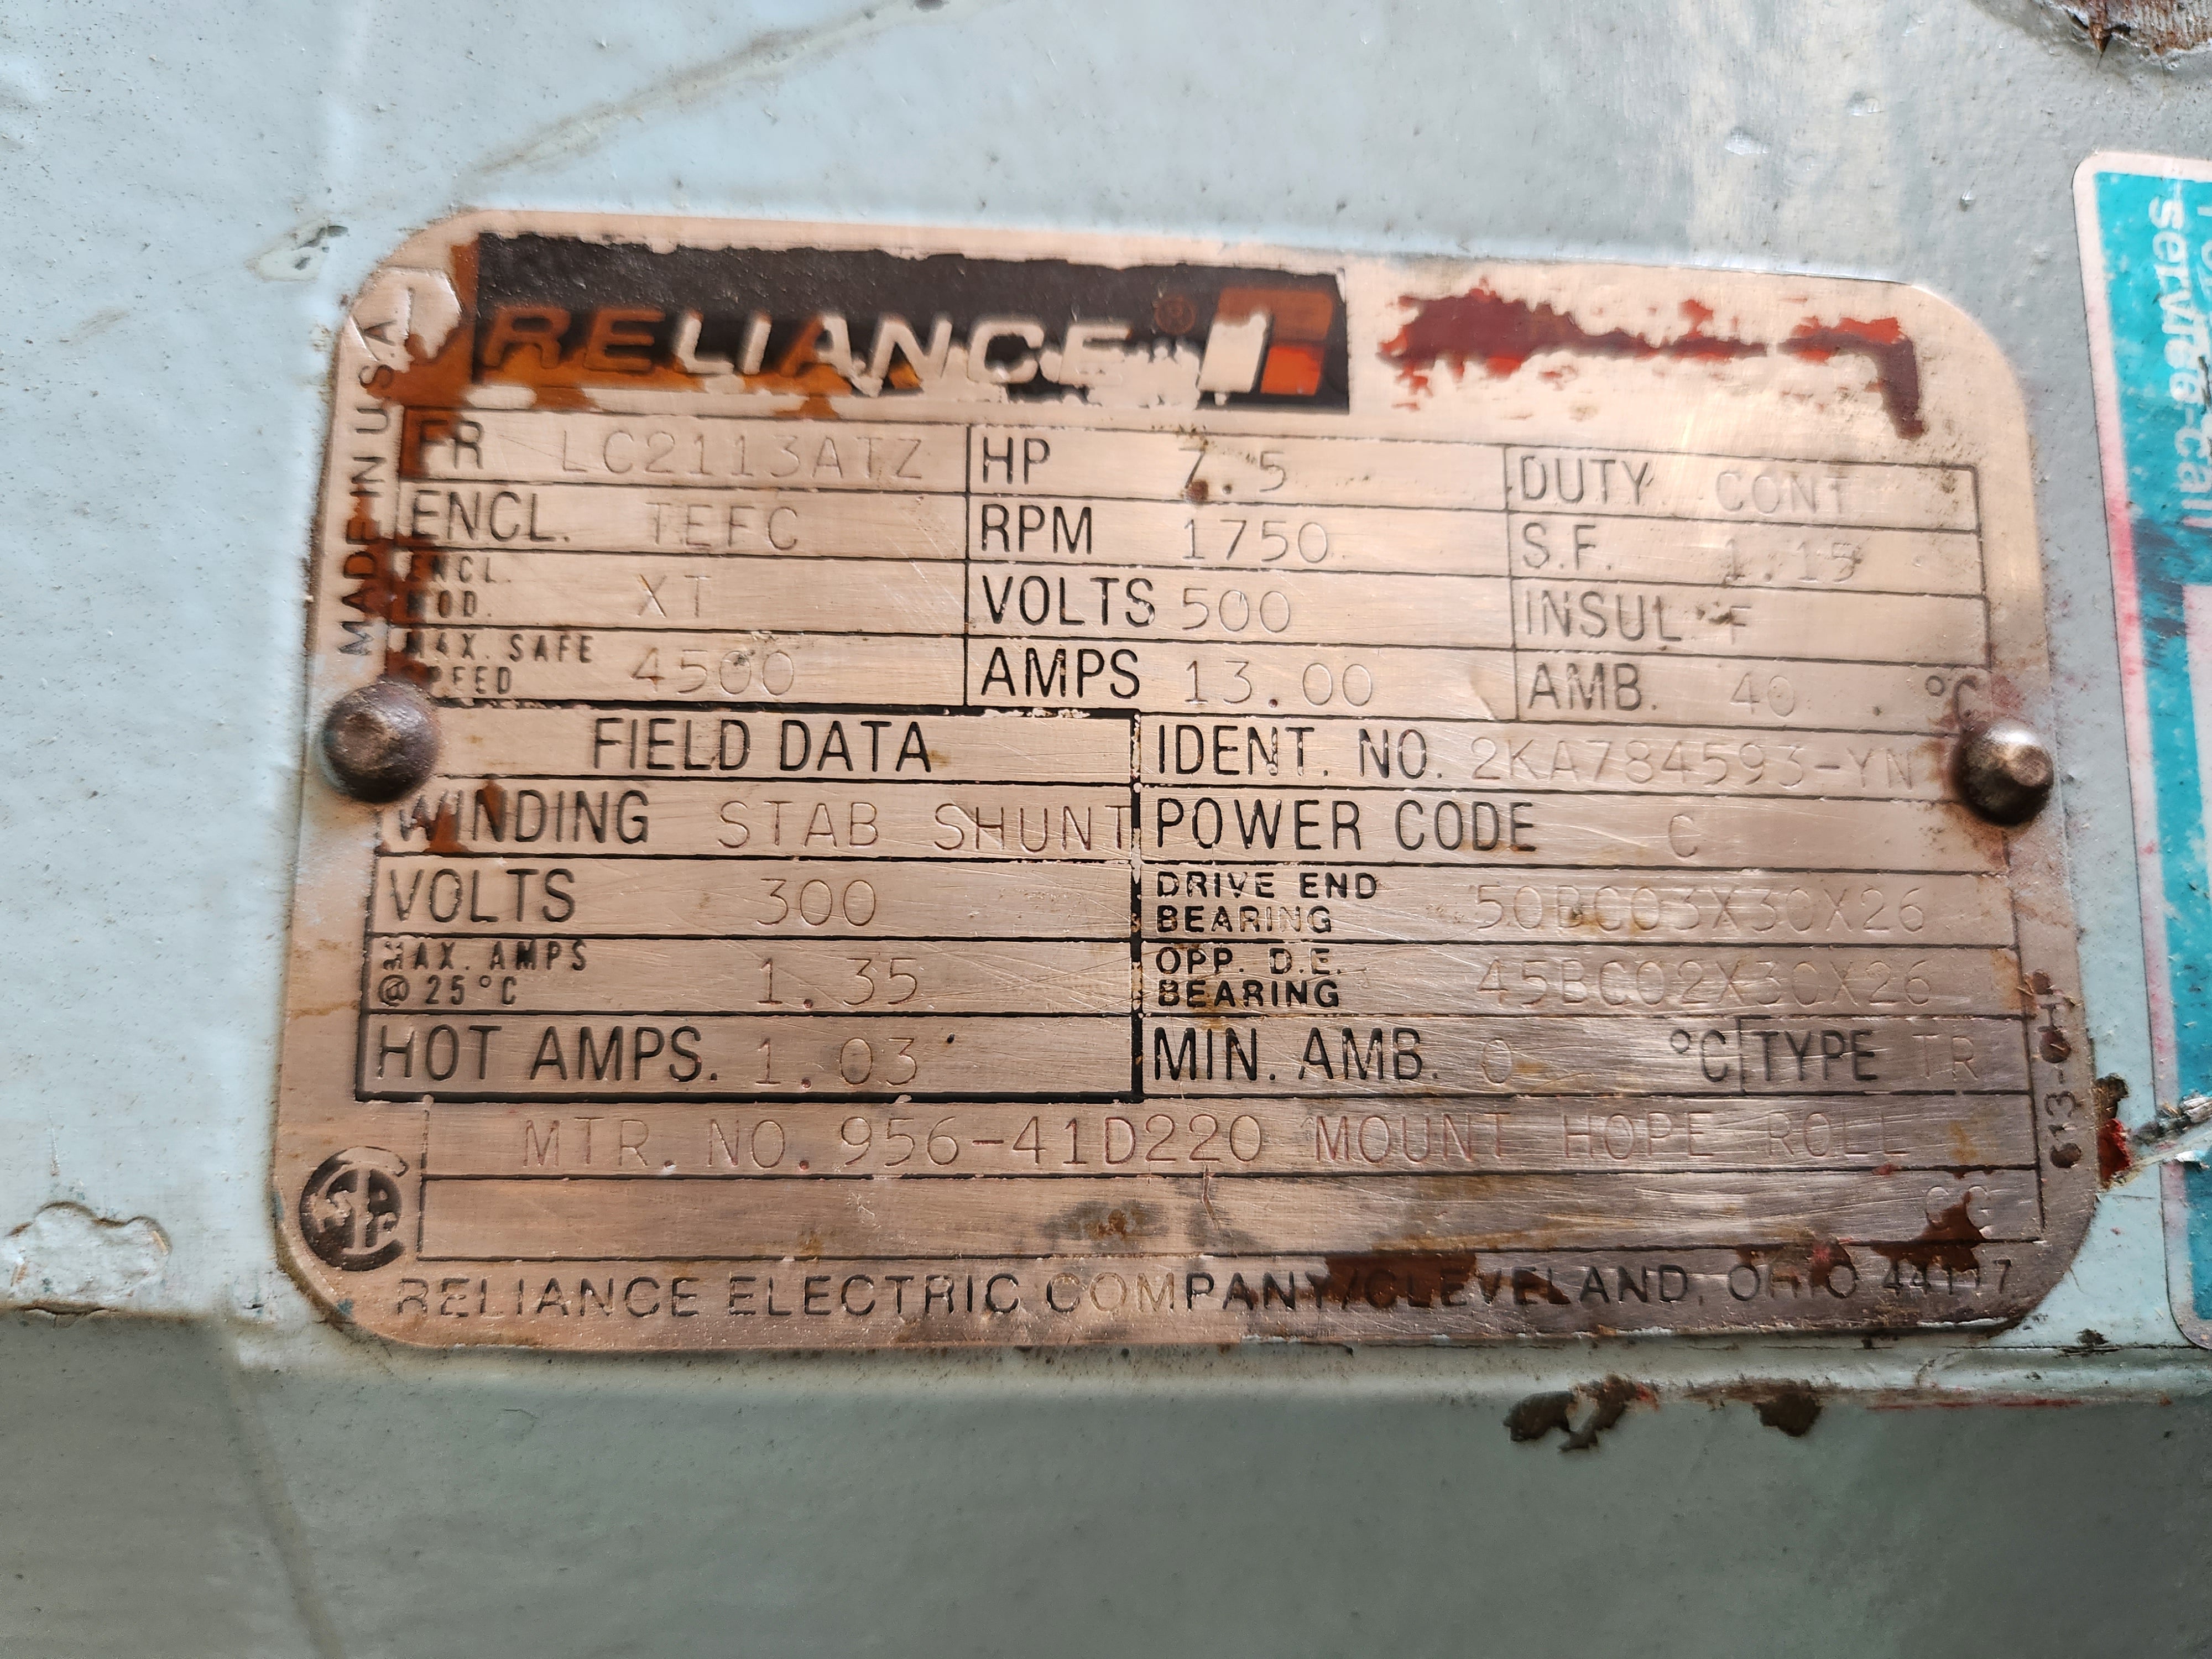 RELIANCE®
MADE IN U.S.A.
FR LC2113ATZ HP 7.5 DUTY CONT
ENCL. TEFC RPM 1750 S.F. 1.15
ENCL. MOD. XT VOLTS 500 INSUL F
MAX. SAFE SPEED 4500 AMPS 13.00 AMB. 40 °C
FIELD DATA IDENT. NO. 2KA784593-YN
WINDING STAB SHUNT POWER CODE C
VOLTS 300 DRIVE END BEARING 50BC03X30X26
MAX. AMPS @ 25°C 1.35 OPP. D.E. BEARING 45BC02X30X26
HOT AMPS. 1.03 MIN. AMB. 0 °C TYPE TR
MTR. NO. 956-41D220 MOUNT HOPE ROLL
CG
RELIANCE ELECTRIC COMPANY/CLEVELAND, OHIO 44117
service-call